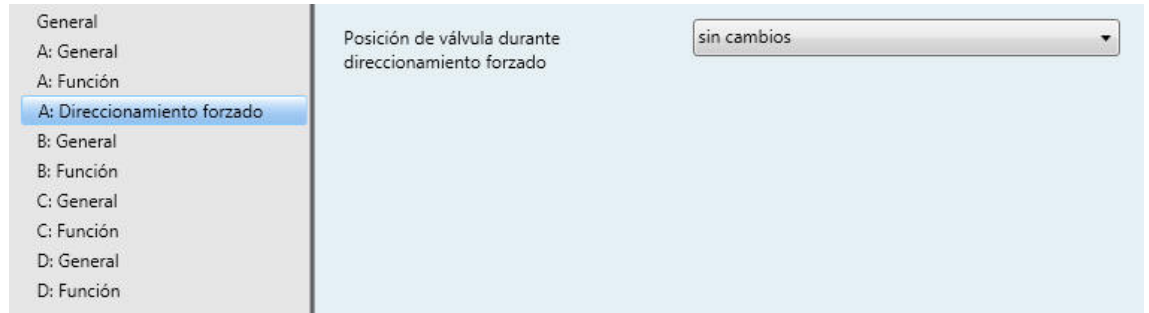 General
A: General
A: Función
A: Direccionamiento forzado
B: General
B: Función
C: General
C: Función
D: General
D: Función
Posición de válvula durante
direccionamiento forzado
sin cambios